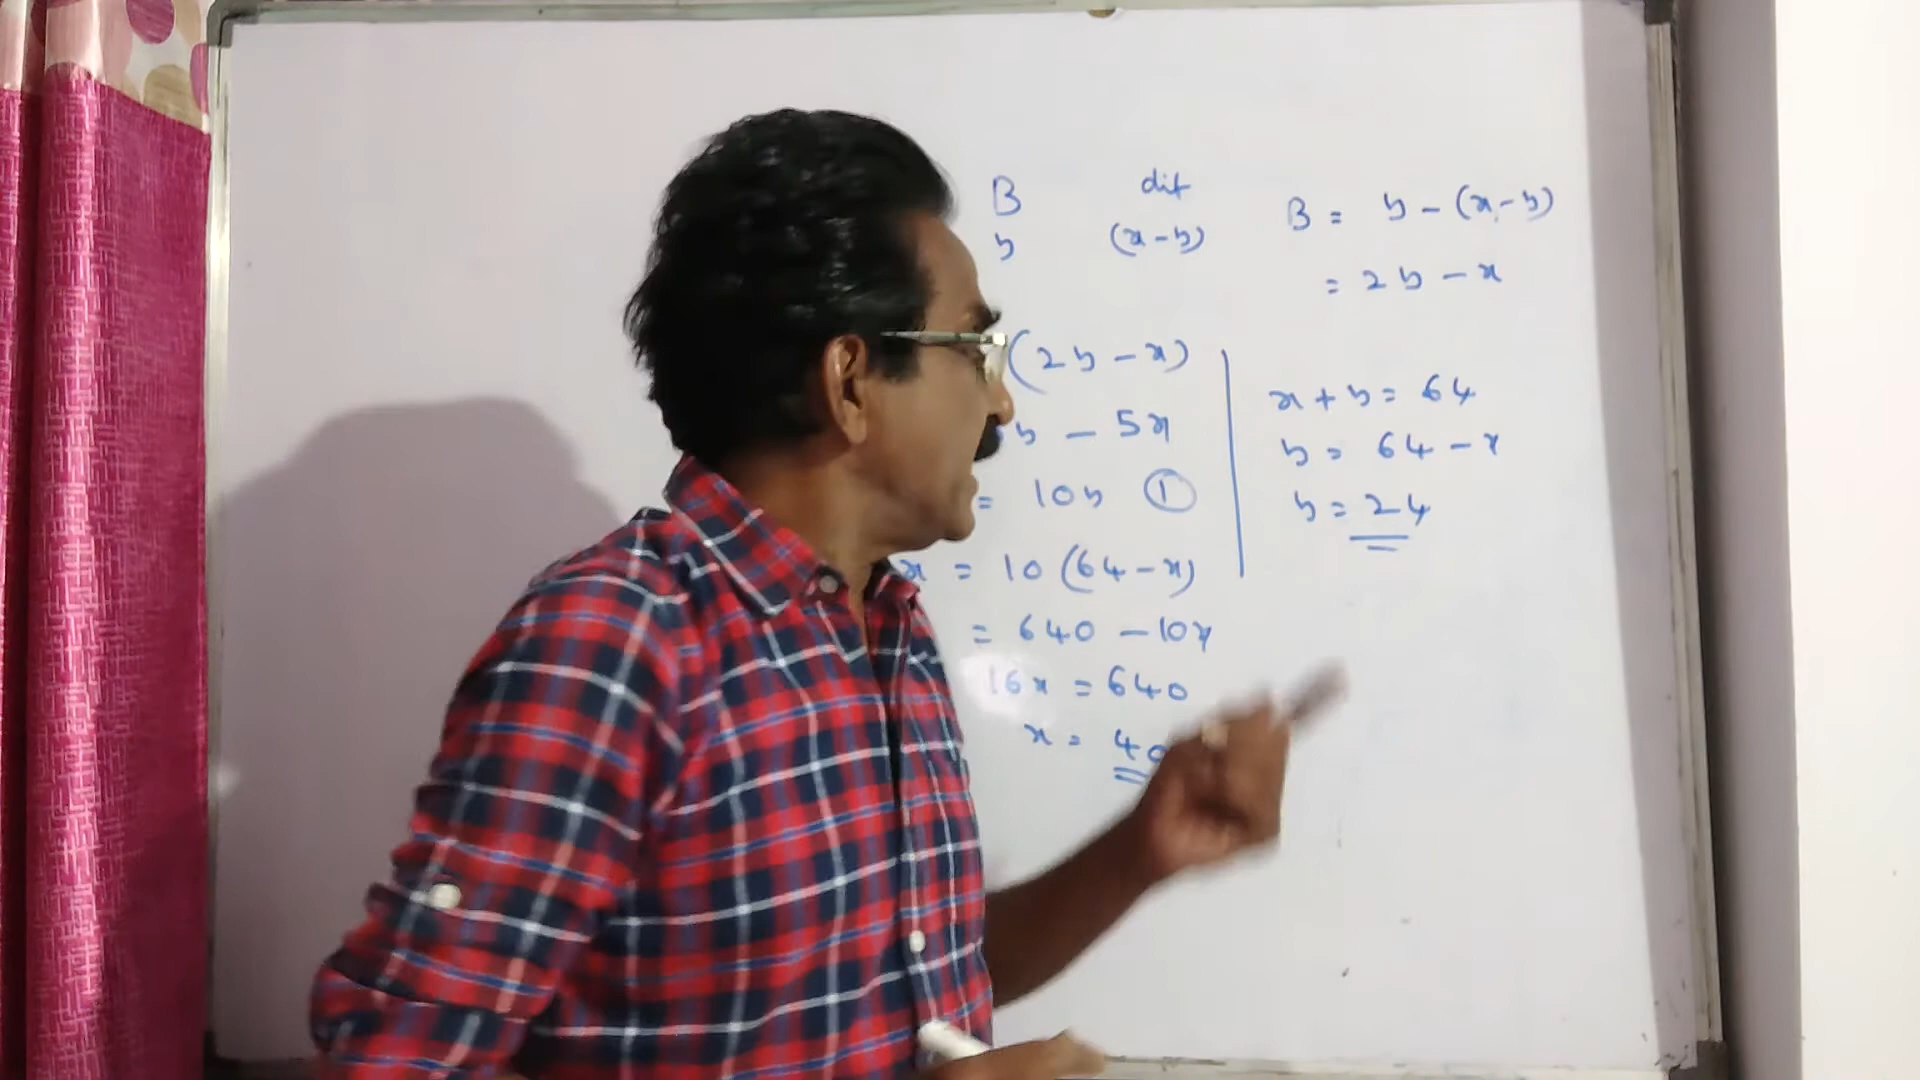 B dif
y (x-y)
B = y - (x-y)
= 2y - x
(2y - x)
y - 5x
= 10y ①
x = 10(64-x)
= 640 - 10x
16x = 640
x = 40
x + y = 64
y = 64 - x
y = 24